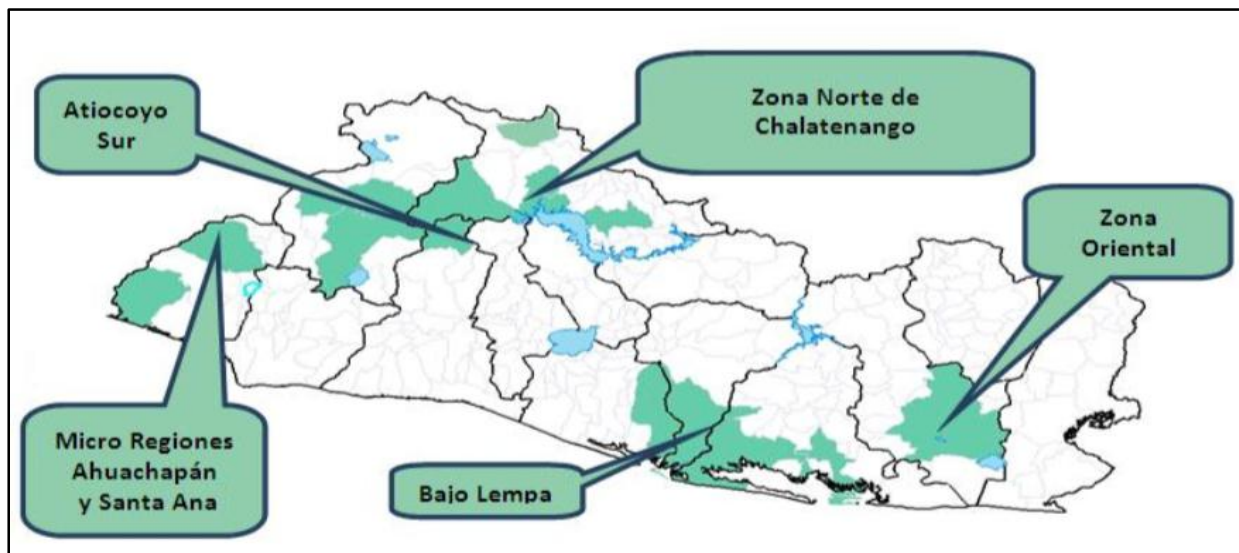 Atiocoyo
Sur
Zona Norte de
Chalatenango
Zona
Oriental
Micro Regiones
Ahuachapán
y Santa Ana
Bajo Lempa